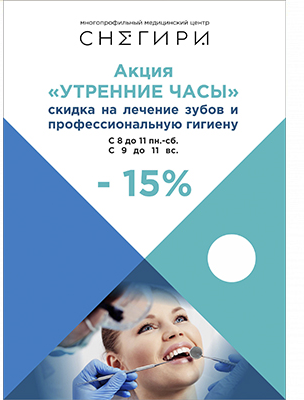 многопрофильный медицинский центр
СНЕГИРИ
Акция
«УТРЕННИЕ ЧАСЫ»
скидка на лечение зубов и
профессиональную гигиену
С 8 до 11 пн.-сб.
С 9 до 11 вс.
- 15%